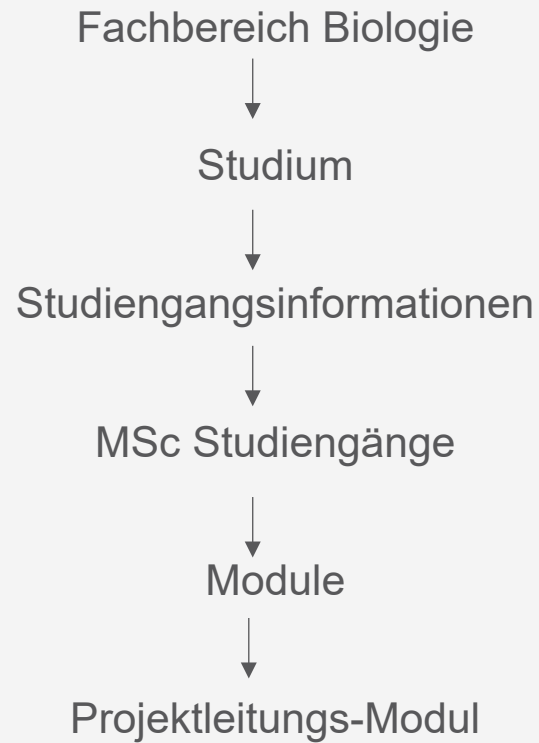 Fachbereich Biologie
Studium
Studiengangsinformationen
MSc Studiengänge
Module
Projektleitungs-Modul